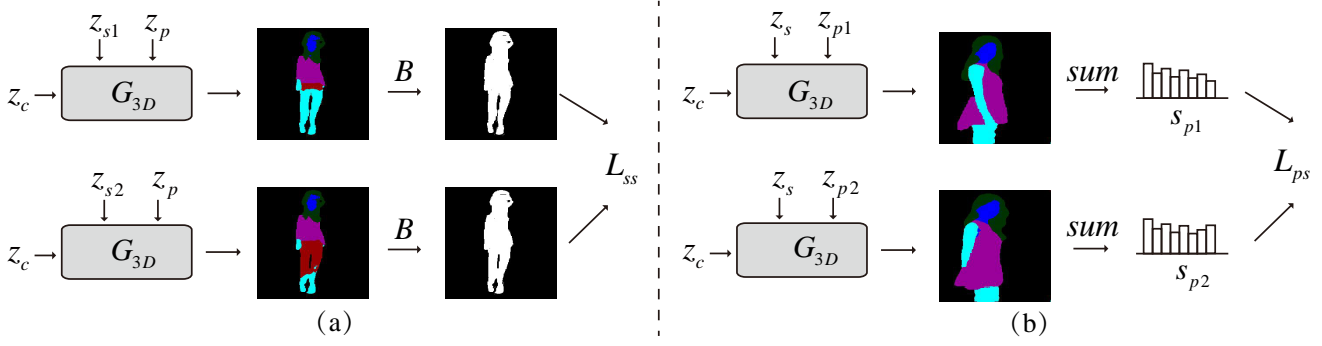 z_{s1} z_p
z_c G_{3D} B
L_{ss}
z_{s2} z_p
z_c G_{3D} B
(a)
z_s z_{p1}
z_c G_{3D} sum
s_{p1}
L_{ps}
z_s z_{p2}
z_c G_{3D} sum
s_{p2}
(b)